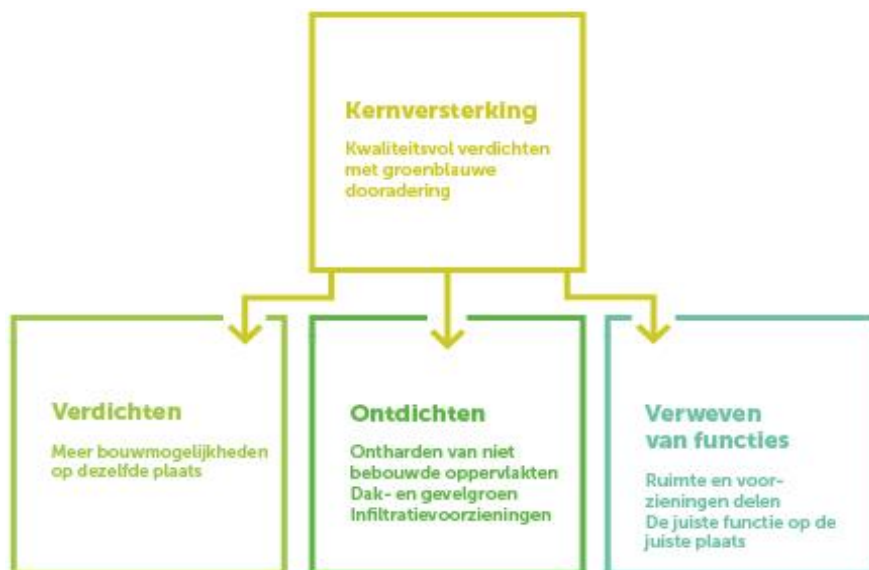 Kernversterking
Kwaliteitsvol verdichten
met groenblauwe
dooradering
Verdichten
Meer bouwmogelijkheden
op dezelfde plaats
Ontdichten
Ontharden van niet
bebouwde oppervlakten
Dak- en gevelgroen
Infiltratievoorzieningen
Verweven
van functies
Ruimte en voor-
zieningen delen
De juiste functie op de
juiste plaats